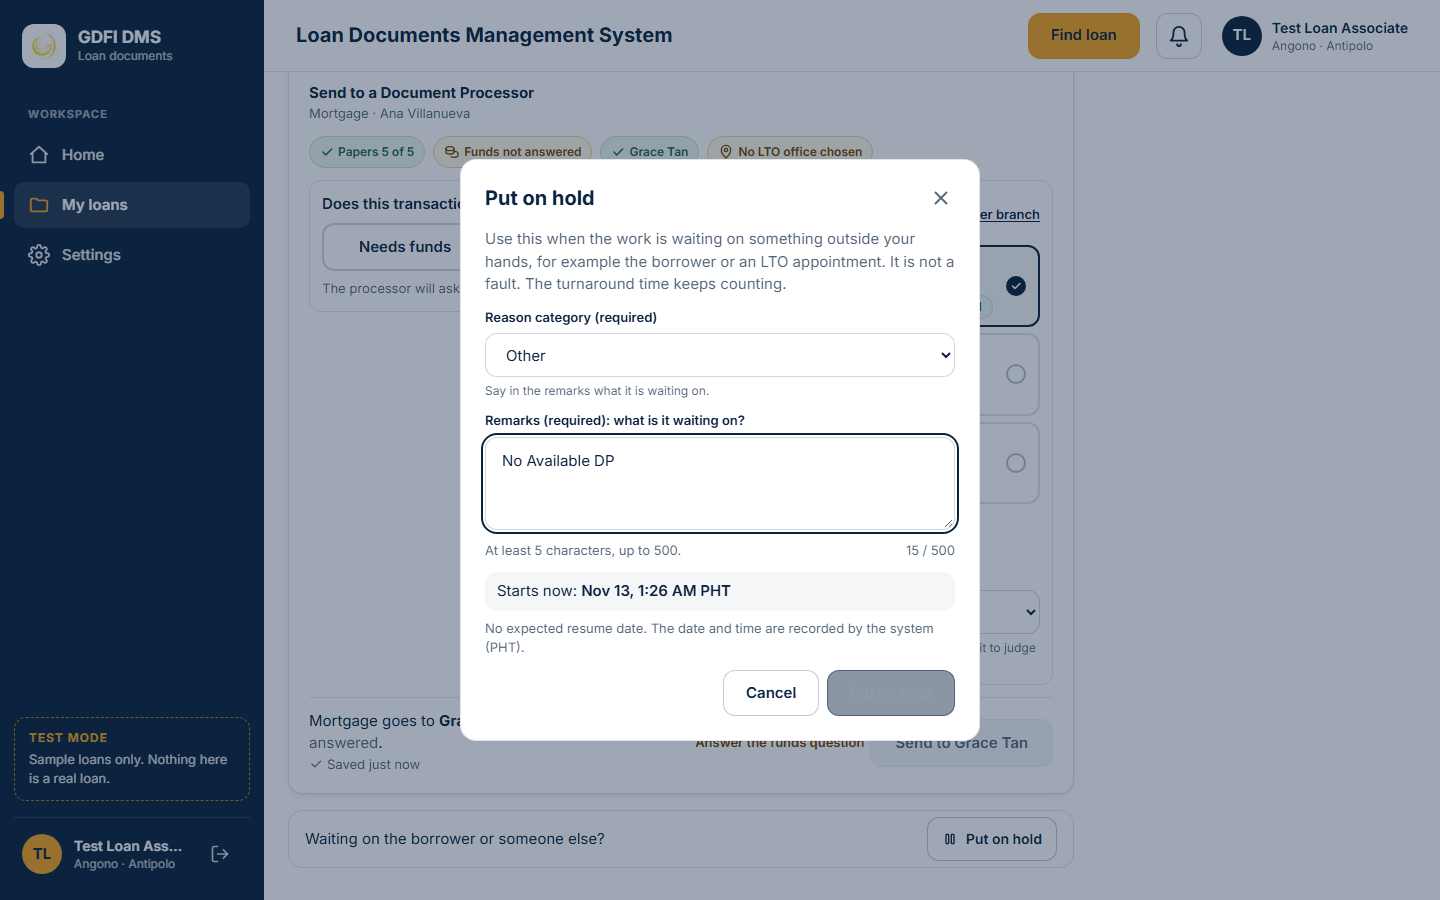 GDFI DMS
Loan documents
WORKSPACE
Home
My loans
Settings
TEST MODE
Sample loans only. Nothing here
is a real loan.
TL
Test Loan Ass...
Angono · Antipolo
Loan Documents Management System
Find loan
TL
Test Loan Associate
Angono · Antipolo
Send to a Document Processor
Mortgage · Ana Villanueva
Papers 5 of 5
Funds not answered
Grace Tan
No LTO office chosen
Does this transactio
er branch
Needs funds
The processor will ask
it to judge
Mortgage goes to Gra
answered.
Saved just now
Answer the funds question
Send to Grace Tan
Waiting on the borrower or someone else?
Put on hold
Put on hold
Use this when the work is waiting on something outside your
hands, for example the borrower or an LTO appointment. It is not a
fault. The turnaround time keeps counting.
Reason category (required)
Other
Say in the remarks what it is waiting on.
Remarks (required): what is it waiting on?
No Available DP
At least 5 characters, up to 500.
15 / 500
Starts now: Nov 13, 1:26 AM PHT
No expected resume date. The date and time are recorded by the system
(PHT).
Cancel
Put on hold